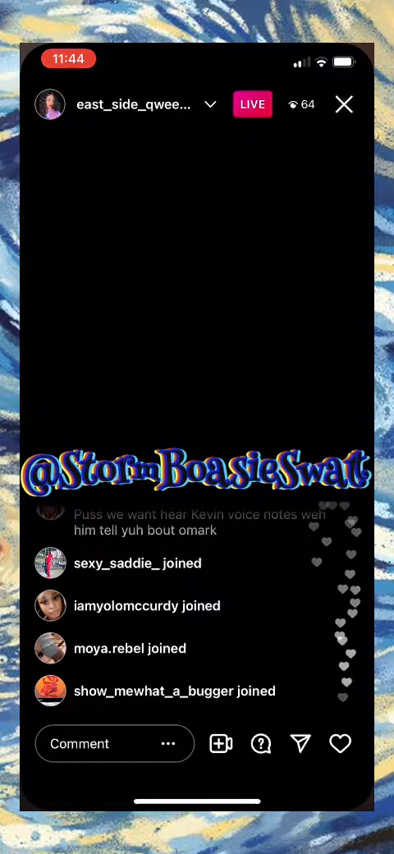 11:44
east_side_qwee...
LIVE
64
@StormBoasieSwatt
Puss we want hear Kevin voice notes weh
him tell yuh bout omark
sexy_saddie_ joined
iamyolomccurdy joined
moya.rebel joined
show_mewhat_a_bugger joined
Comment